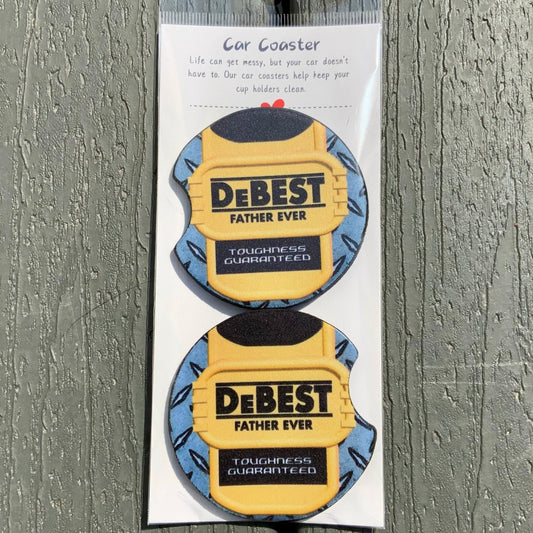 Car Coaster
Life can get messy, but your car doesn't
have to. Our car coasters help keep your
cup holders clean.
DeBEST
FATHER EVER
TOUGHNESS
GUARANTEED
DeBEST
FATHER EVER
TOUGHNESS
GUARANTEED